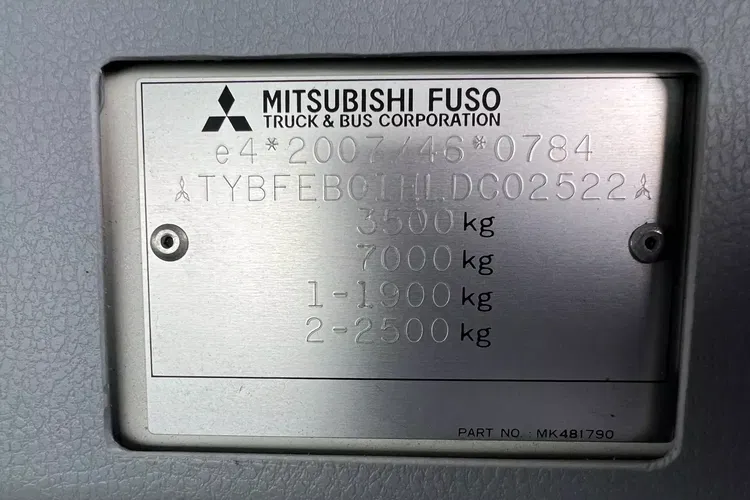 MITSUBISHI FUSO
TRUCK & BUS CORPORATION
e4*2007/46*0784
TYBFEB01HLDC02522
3500 kg
7000 kg
1-1900 kg
2-2500 kg
PART NO. MK481790